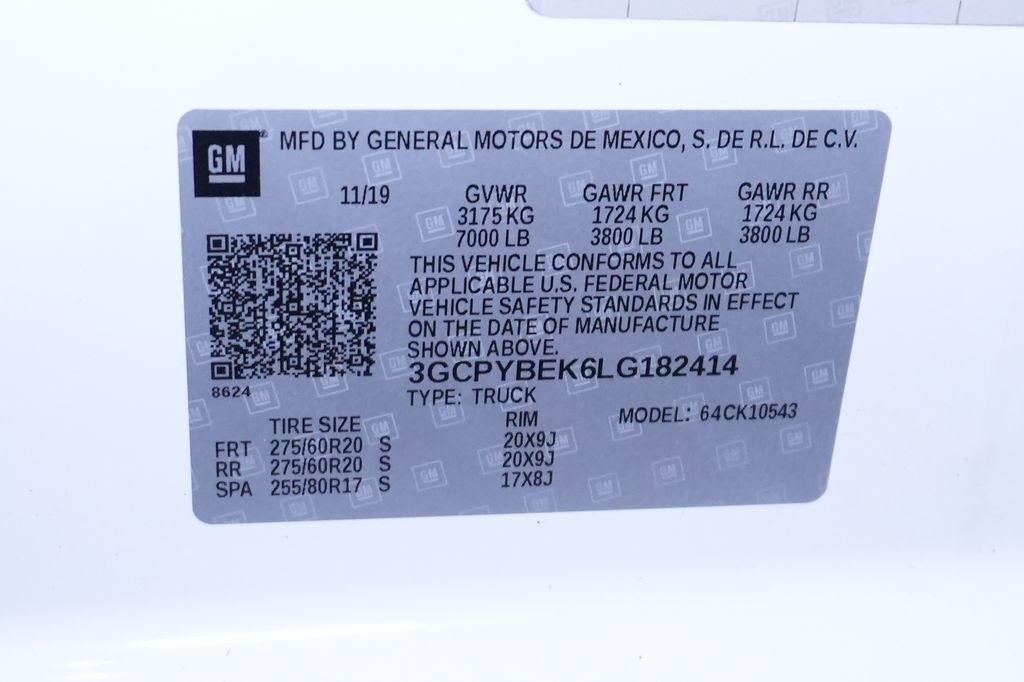 GM® MFD BY GENERAL MOTORS DE MEXICO, S. DE R.L. DE C.V.
11/19 GVWR GAWR FRT GAWR RR
3175 KG 1724 KG 1724 KG
7000 LB 3800 LB 3800 LB
THIS VEHICLE CONFORMS TO ALL
APPLICABLE U.S. FEDERAL MOTOR
VEHICLE SAFETY STANDARDS IN EFFECT
ON THE DATE OF MANUFACTURE
SHOWN ABOVE.
3GCPYBEK6LG182414
8624
TYPE: TRUCK
TIRE SIZE RIM MODEL: 64CK10543
FRT 275/60R20 S 20X9J
RR 275/60R20 S 20X9J
SPA 255/80R17 S 17X8J